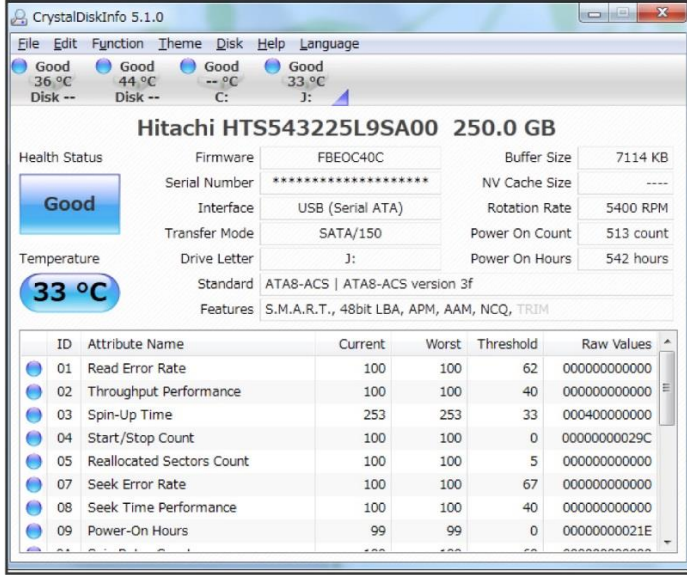 CrystalDiskInfo 5.1.0
File Edit Function Theme Disk Help Language
Good Good Good Good
36 °C 44 °C -- °C 33 °C
Disk -- Disk -- C: J:
Hitachi HTS543225L9SA00 250.0 GB
Health Status Firmware FBEOC40C Buffer Size 7114 KB
Serial Number ******************** NV Cache Size ----
Good Interface USB (Serial ATA) Rotation Rate 5400 RPM
Transfer Mode SATA/150 Power On Count 513 count
Temperature Drive Letter J: Power On Hours 542 hours
33 °C Standard ATA8-ACS | ATA8-ACS version 3f
Features S.M.A.R.T., 48bit LBA, APM, AAM, NCQ, TRIM
ID Attribute Name Current Worst Threshold Raw Values
01 Read Error Rate 100 100 62 000000000000
02 Throughput Performance 100 100 40 000000000000
03 Spin-Up Time 253 253 33 000400000000
04 Start/Stop Count 100 100 0 00000000029C
05 Reallocated Sectors Count 100 100 5 000000000000
07 Seek Error Rate 100 100 67 000000000000
08 Seek Time Performance 100 100 40 000000000000
09 Power-On Hours 99 99 0 00000000021E